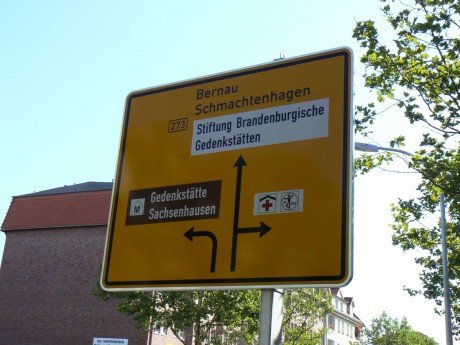 Bernau
Schmachtenhagen
273
Stiftung Brandenburgische
Gedenkstätten
M
Gedenkstätte
Sachsenhausen